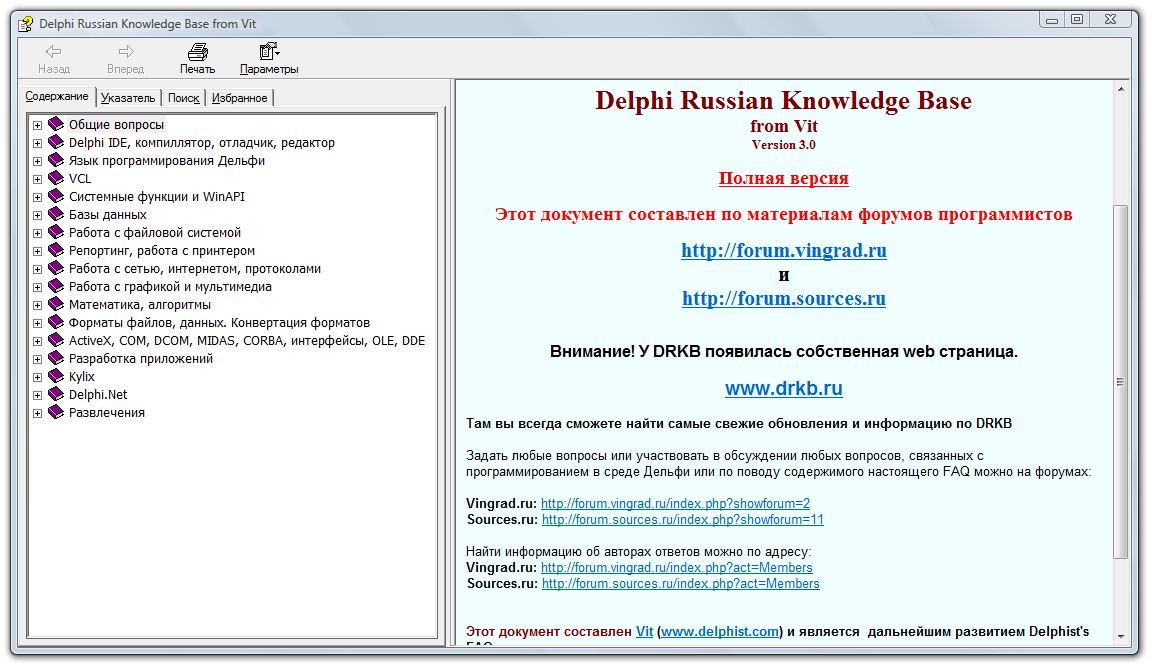 Delphi Russian Knowledge Base from Vit
Назад Вперед Печать Параметры
Содержание Указатель Поиск Избранное
Общие вопросы
Delphi IDE, компиллятор, отладчик, редактор
Язык программирования Дельфи
VCL
Системные функции и WinAPI
Базы данных
Работа с файловой системой
Репортинг, работа с принтером
Работа с сетью, интернетом, протоколами
Работа с графикой и мультимедиа
Математика, алгоритмы
Форматы файлов, данных. Конвертация форматов
ActiveX, COM, DCOM, MIDAS, CORBA, интерфейсы, OLE, DDE
Разработка приложений
Kylix
Delphi.Net
Развлечения
Delphi Russian Knowledge Base
from Vit
Version 3.0
Полная версия
Этот документ составлен по материалам форумов программистов
http://forum.vingrad.ru
и
http://forum.sources.ru
Внимание! У DRKB появилась собственная web страница.
www.drkb.ru
Там вы всегда сможете найти самые свежие обновления и информацию по DRKB
Задать любые вопросы или участвовать в обсуждении любых вопросов, связанных с
программированием в среде Дельфи или по поводу содержимого настоящего FAQ можно на форумах:
Vingrad.ru: http://forum.vingrad.ru/index.php?showforum=2
Sources.ru: http://forum.sources.ru/index.php?showforum=11
Найти информацию об авторах ответов можно по адресу:
Vingrad.ru: http://forum.vingrad.ru/index.php?act=Members
Sources.ru: http://forum.sources.ru/index.php?act=Members
Этот документ составлен Vit (www.delphist.com) и является дальнейшим развитием Delphist's